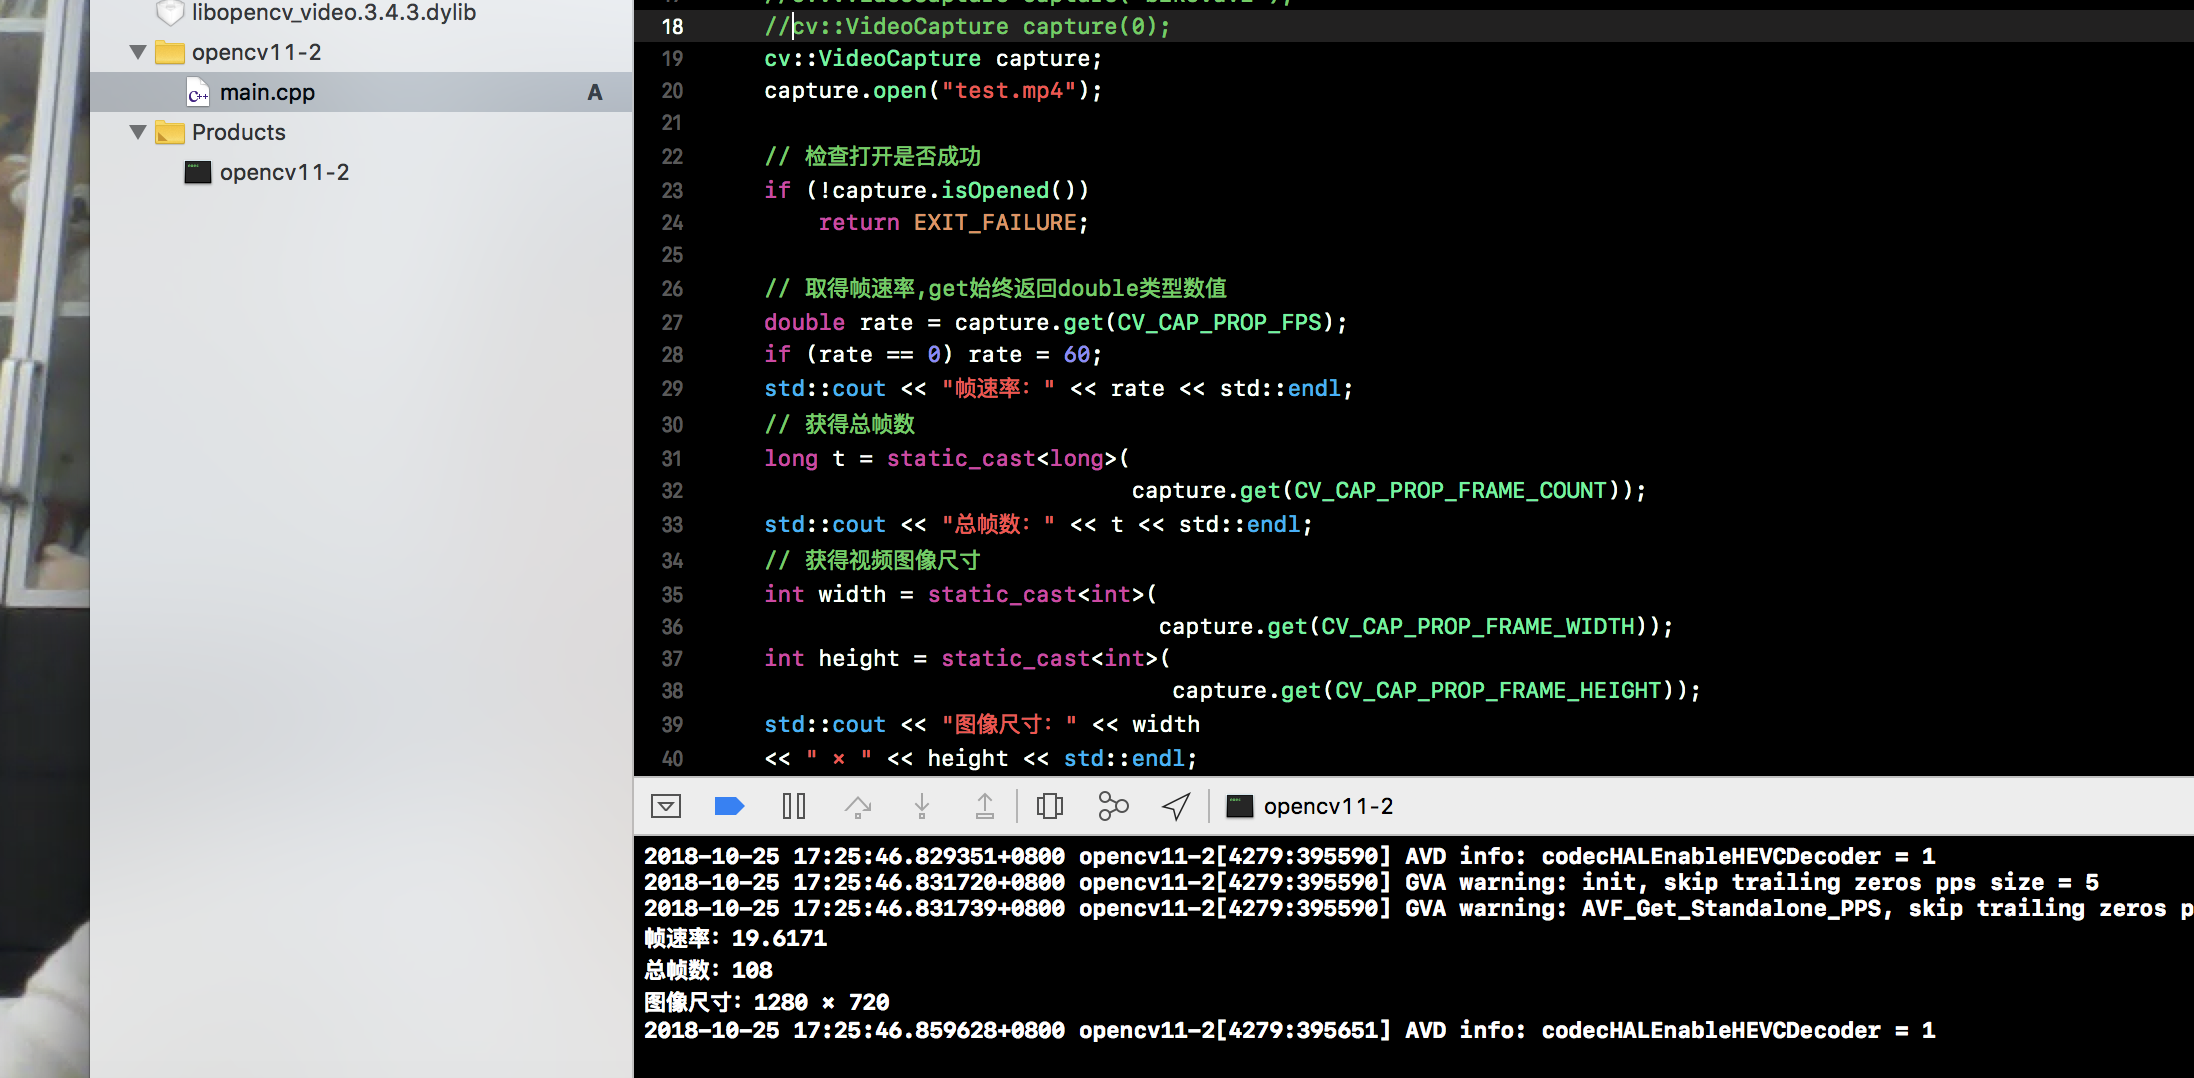 libopencv_video.3.4.3.dylib
opencv11-2
main.cpp
A
Products
opencv11-2
18 //cv::VideoCapture capture(0);
19 cv::VideoCapture capture;
20 capture.open("test.mp4");
21
22 // 检查打开是否成功
23 if (!capture.isOpened())
24 return EXIT_FAILURE;
25
26 // 取得帧速率,get始终返回double类型数值
27 double rate = capture.get(CV_CAP_PROP_FPS);
28 if (rate == 0) rate = 60;
29 std::cout << "帧速率: " << rate << std::endl;
30 // 获得总帧数
31 long t = static_cast<long>(
32 capture.get(CV_CAP_PROP_FRAME_COUNT));
33 std::cout << "总帧数: " << t << std::endl;
34 // 获得视频图像尺寸
35 int width = static_cast<int>(
36 capture.get(CV_CAP_PROP_FRAME_WIDTH));
37 int height = static_cast<int>(
38 capture.get(CV_CAP_PROP_FRAME_HEIGHT));
39 std::cout << "图像尺寸: " << width
40 << " × " << height << std::endl;
opencv11-2
2018-10-25 17:25:46.829351+0800 opencv11-2[4279:395590] AVD info: codecHALEnableHEVCDecoder = 1
2018-10-25 17:25:46.831720+0800 opencv11-2[4279:395590] GVA warning: init, skip trailing zeros pps size = 5
2018-10-25 17:25:46.831739+0800 opencv11-2[4279:395590] GVA warning: AVF_Get_Standalone_PPS, skip trailing zeros p
帧速率: 19.6171
总帧数: 108
图像尺寸: 1280 × 720
2018-10-25 17:25:46.859628+0800 opencv11-2[4279:395651] AVD info: codecHALEnableHEVCDecoder = 1